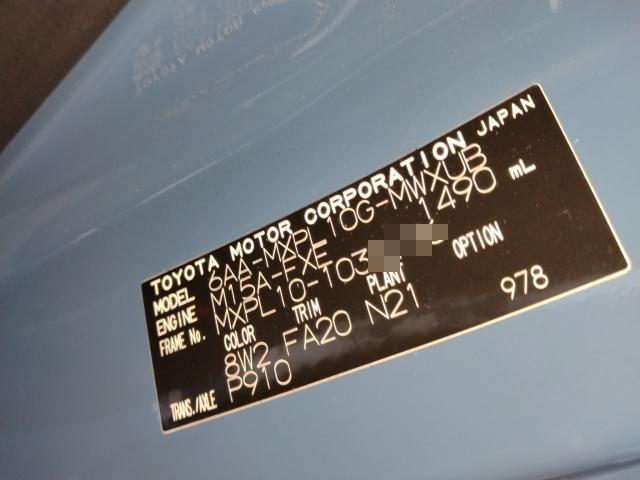 TOYOTA MOTOR CORPORATION JAPAN
MODEL 6AA-MXPL10G-MWXUB
ENGINE M15A-FXE 1490 mL
FRAME No. MXPL10-T03
COLOR TRIM PLANT OPTION
8W2 FA20 N21 978
TRANS./AXLE P910